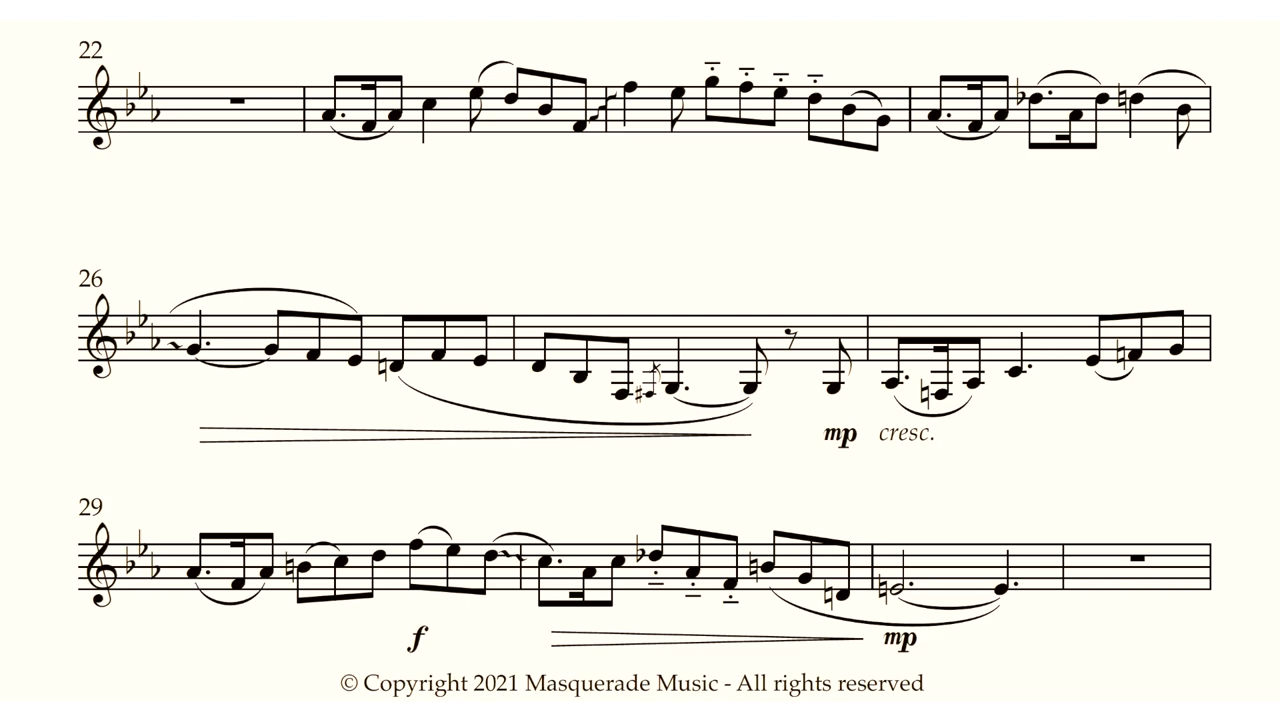 22
26
mp cresc.
29
f mp
© Copyright 2021 Masquerade Music - All rights reserved